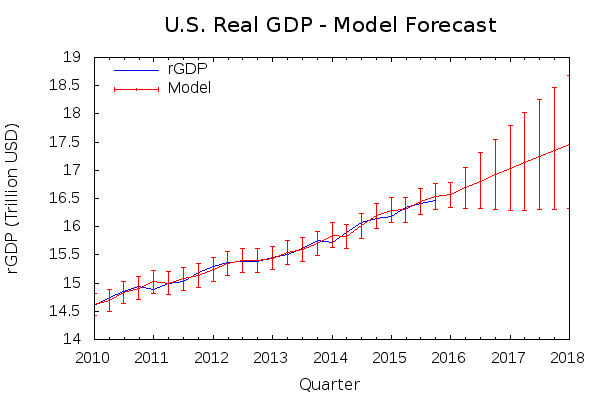 U.S. Real GDP - Model Forecast
19
18.5
18
17.5
17
16.5
16
15.5
15
14.5
14
rGDP
Model
rGDP (Trillion USD)
2010 2011 2012 2013 2014 2015 2016 2017 2018
Quarter